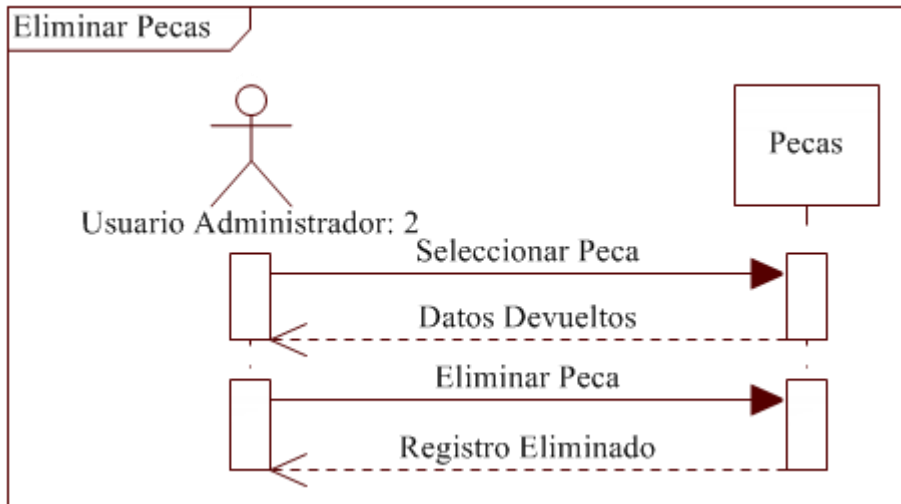 Eliminar Pecas
Pecas
Usuario Administrador: 2
Seleccionar Peca
Datos Devueltos
Eliminar Peca
Registro Eliminado